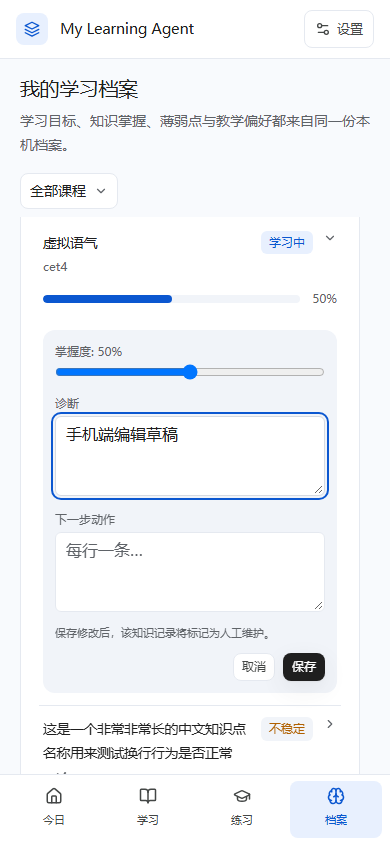 My Learning Agent
设置
我的学习档案
学习目标、知识掌握、薄弱点与教学偏好都来自同一份本
机档案。
全部课程
虚拟语气
学习中
cet4
50%
掌握度: 50%
诊断
手机端编辑草稿
下一步动作
每行一条...
保存修改后，该知识记录将标记为人工维护。
取消
保存
这是一个非常非常长的中文知识点
名称用来测试换行行为是否正常
不稳定
今日
学习
练习
档案